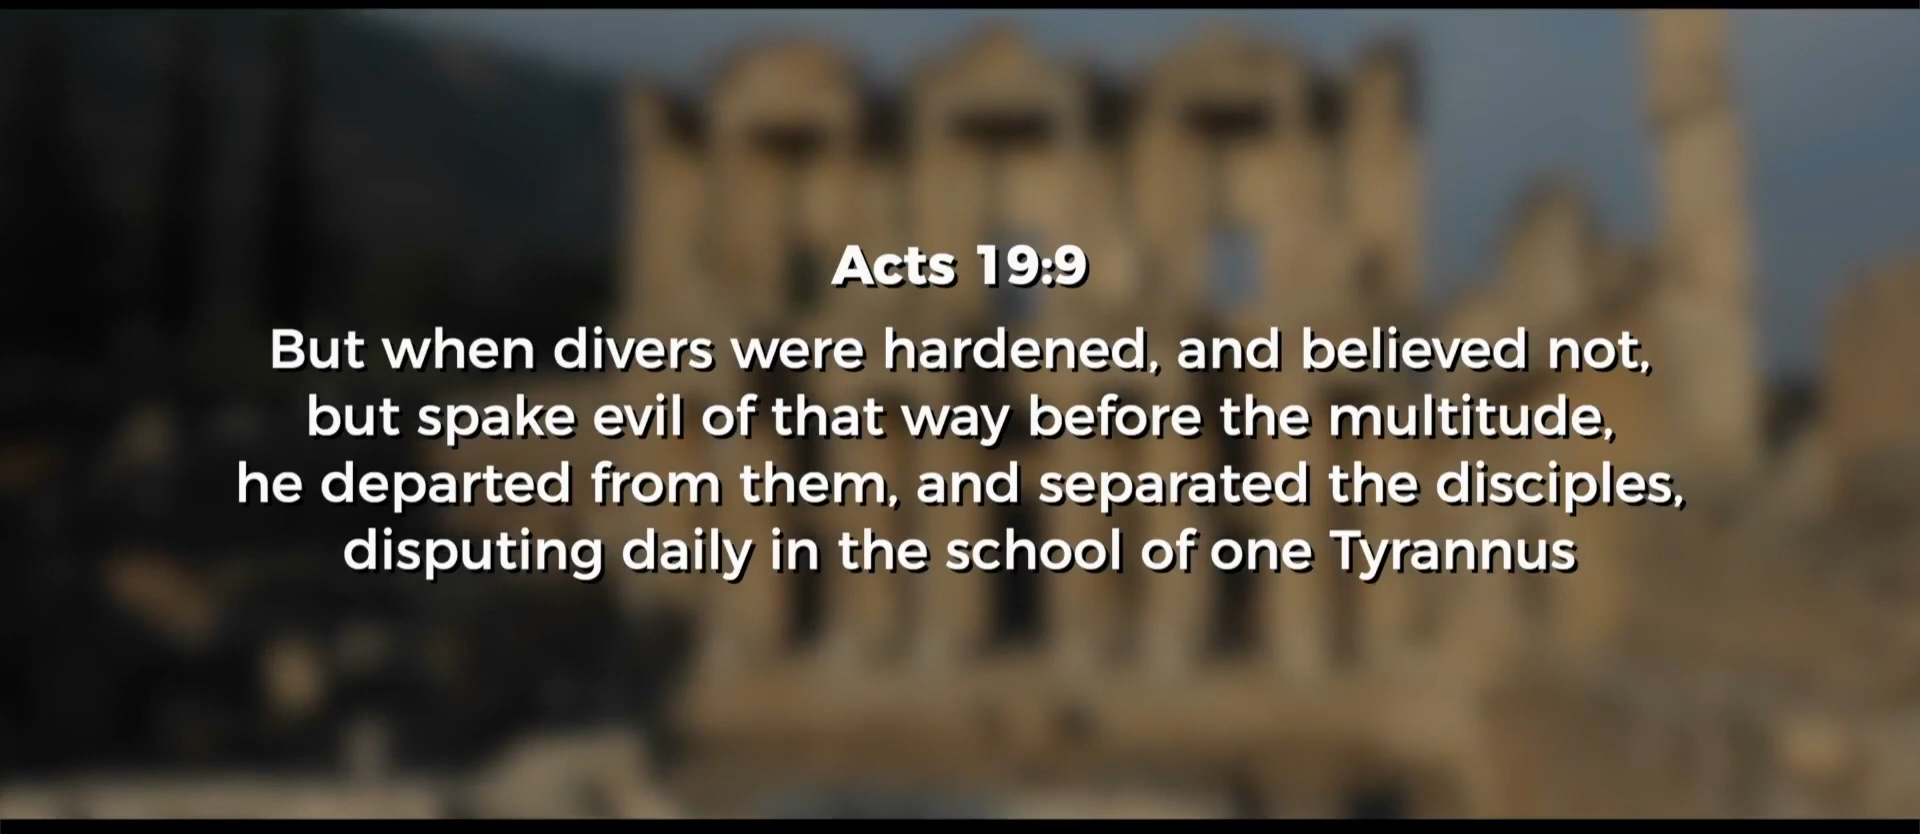 Acts 19:9
But when divers were hardened, and believed not,
but spake evil of that way before the multitude,
he departed from them, and separated the disciples,
disputing daily in the school of one Tyrannus